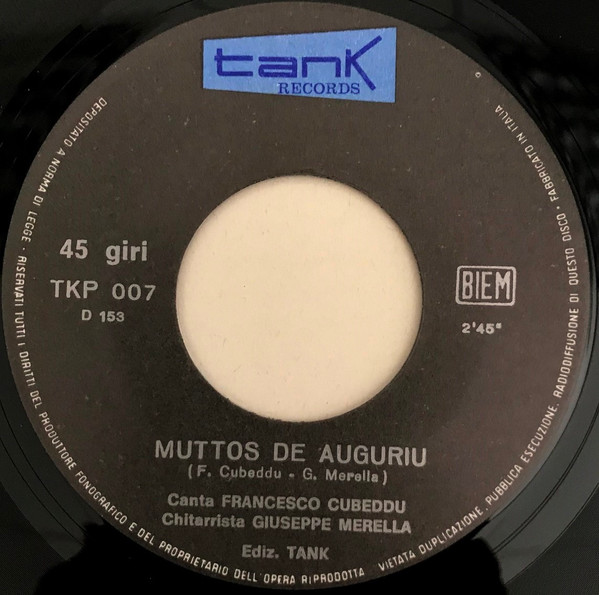 tank
RECORDS
45 giri
TKP 007
D 153
BIEM
2'45"
MUTTOS DE AUGURIU
(F. Cubeddu - G. Merella)
Canta FRANCESCO CUBEDDU
Chitarrista GIUSEPPE MERELLA
Ediz. TANK
DEPOSITATO A NORMA DI LEGGE · RISERVATI TUTTI I DIRITTI DEL PRODUTTORE FONOGRAFICO E DEL PROPRIETARIO DELL'OPERA RIPRODOTTA · VIETATA DUPLICAZIONE, PUBBLICA ESECUZIONE, RADIODIFFUSIONE DI QUESTO DISCO · FABBRICATO IN ITALIA